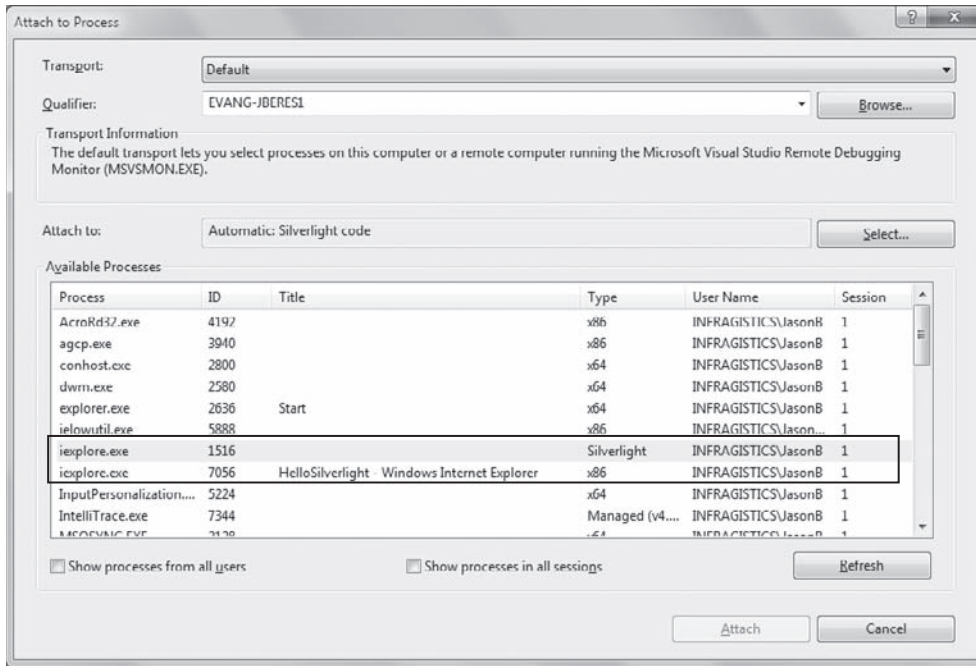 Attach to Process
Transport: Default
Qualifier: EVANG-JBERES1 Browse...
Transport Information
The default transport lets you select processes on this computer or a remote computer running the Microsoft Visual Studio Remote Debugging
Monitor (MSVSMON.EXE).
Attach to: Automatic: Silverlight code Select...
Available Processes
Process ID Title Type User Name Session
AcroRd32.exe 4192 x86 INFRAGISTICS\JasonB 1
agcp.exe 3940 x86 INFRAGISTICS\JasonB 1
conhost.exe 2800 x64 INFRAGISTICS\JasonB 1
dwm.exe 2580 x64 INFRAGISTICS\JasonB 1
explorer.exe 2636 Start x64 INFRAGISTICS\JasonB 1
ielowutil.exe 5888 x86 INFRAGISTICS\Jason... 1
iexplore.exe 1516 Silverlight INFRAGISTICS\JasonB 1
iexplore.exe 7056 HelloSilverlight - Windows Internet Explorer x86 INFRAGISTICS\JasonB 1
InputPersonalization.... 5224 x64 INFRAGISTICS\JasonB 1
IntelliTrace.exe 7344 Managed (v4.... INFRAGISTICS\JasonB 1
Show processes from all users Show processes in all sessions Refresh
Attach Cancel